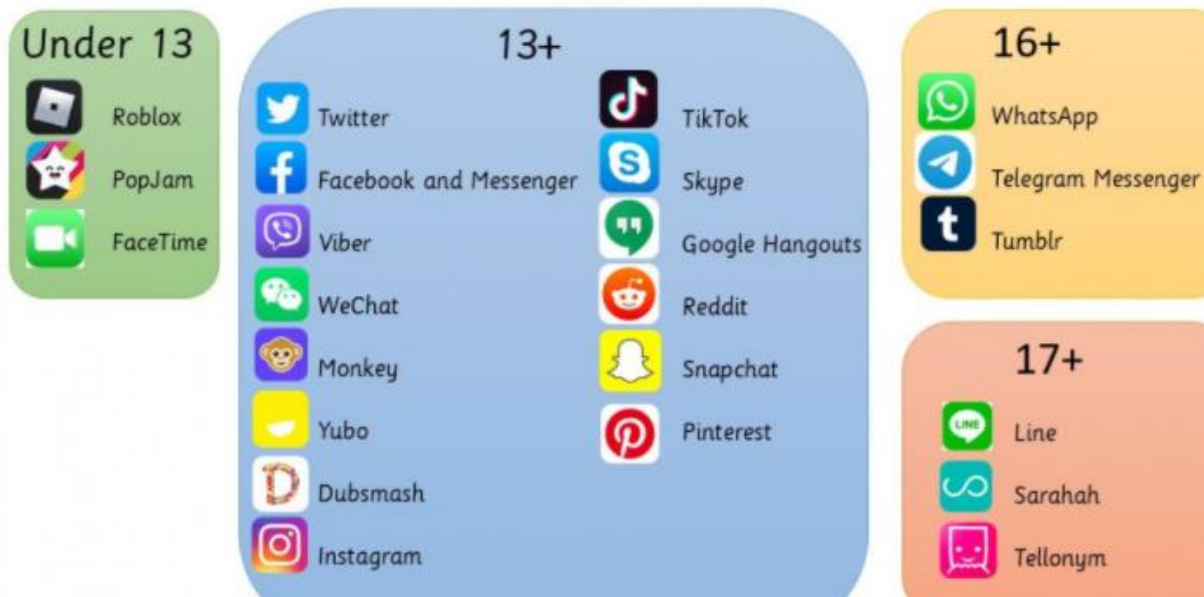 Under 13
Roblox
PopJam
FaceTime
13+
Twitter
Facebook and Messenger
Viber
WeChat
Monkey
Yubo
Dubsmash
Instagram
TikTok
Skype
Google Hangouts
Reddit
Snapchat
Pinterest
16+
WhatsApp
Telegram Messenger
Tumblr
17+
LINE
Line
Sarahah
Tellonym